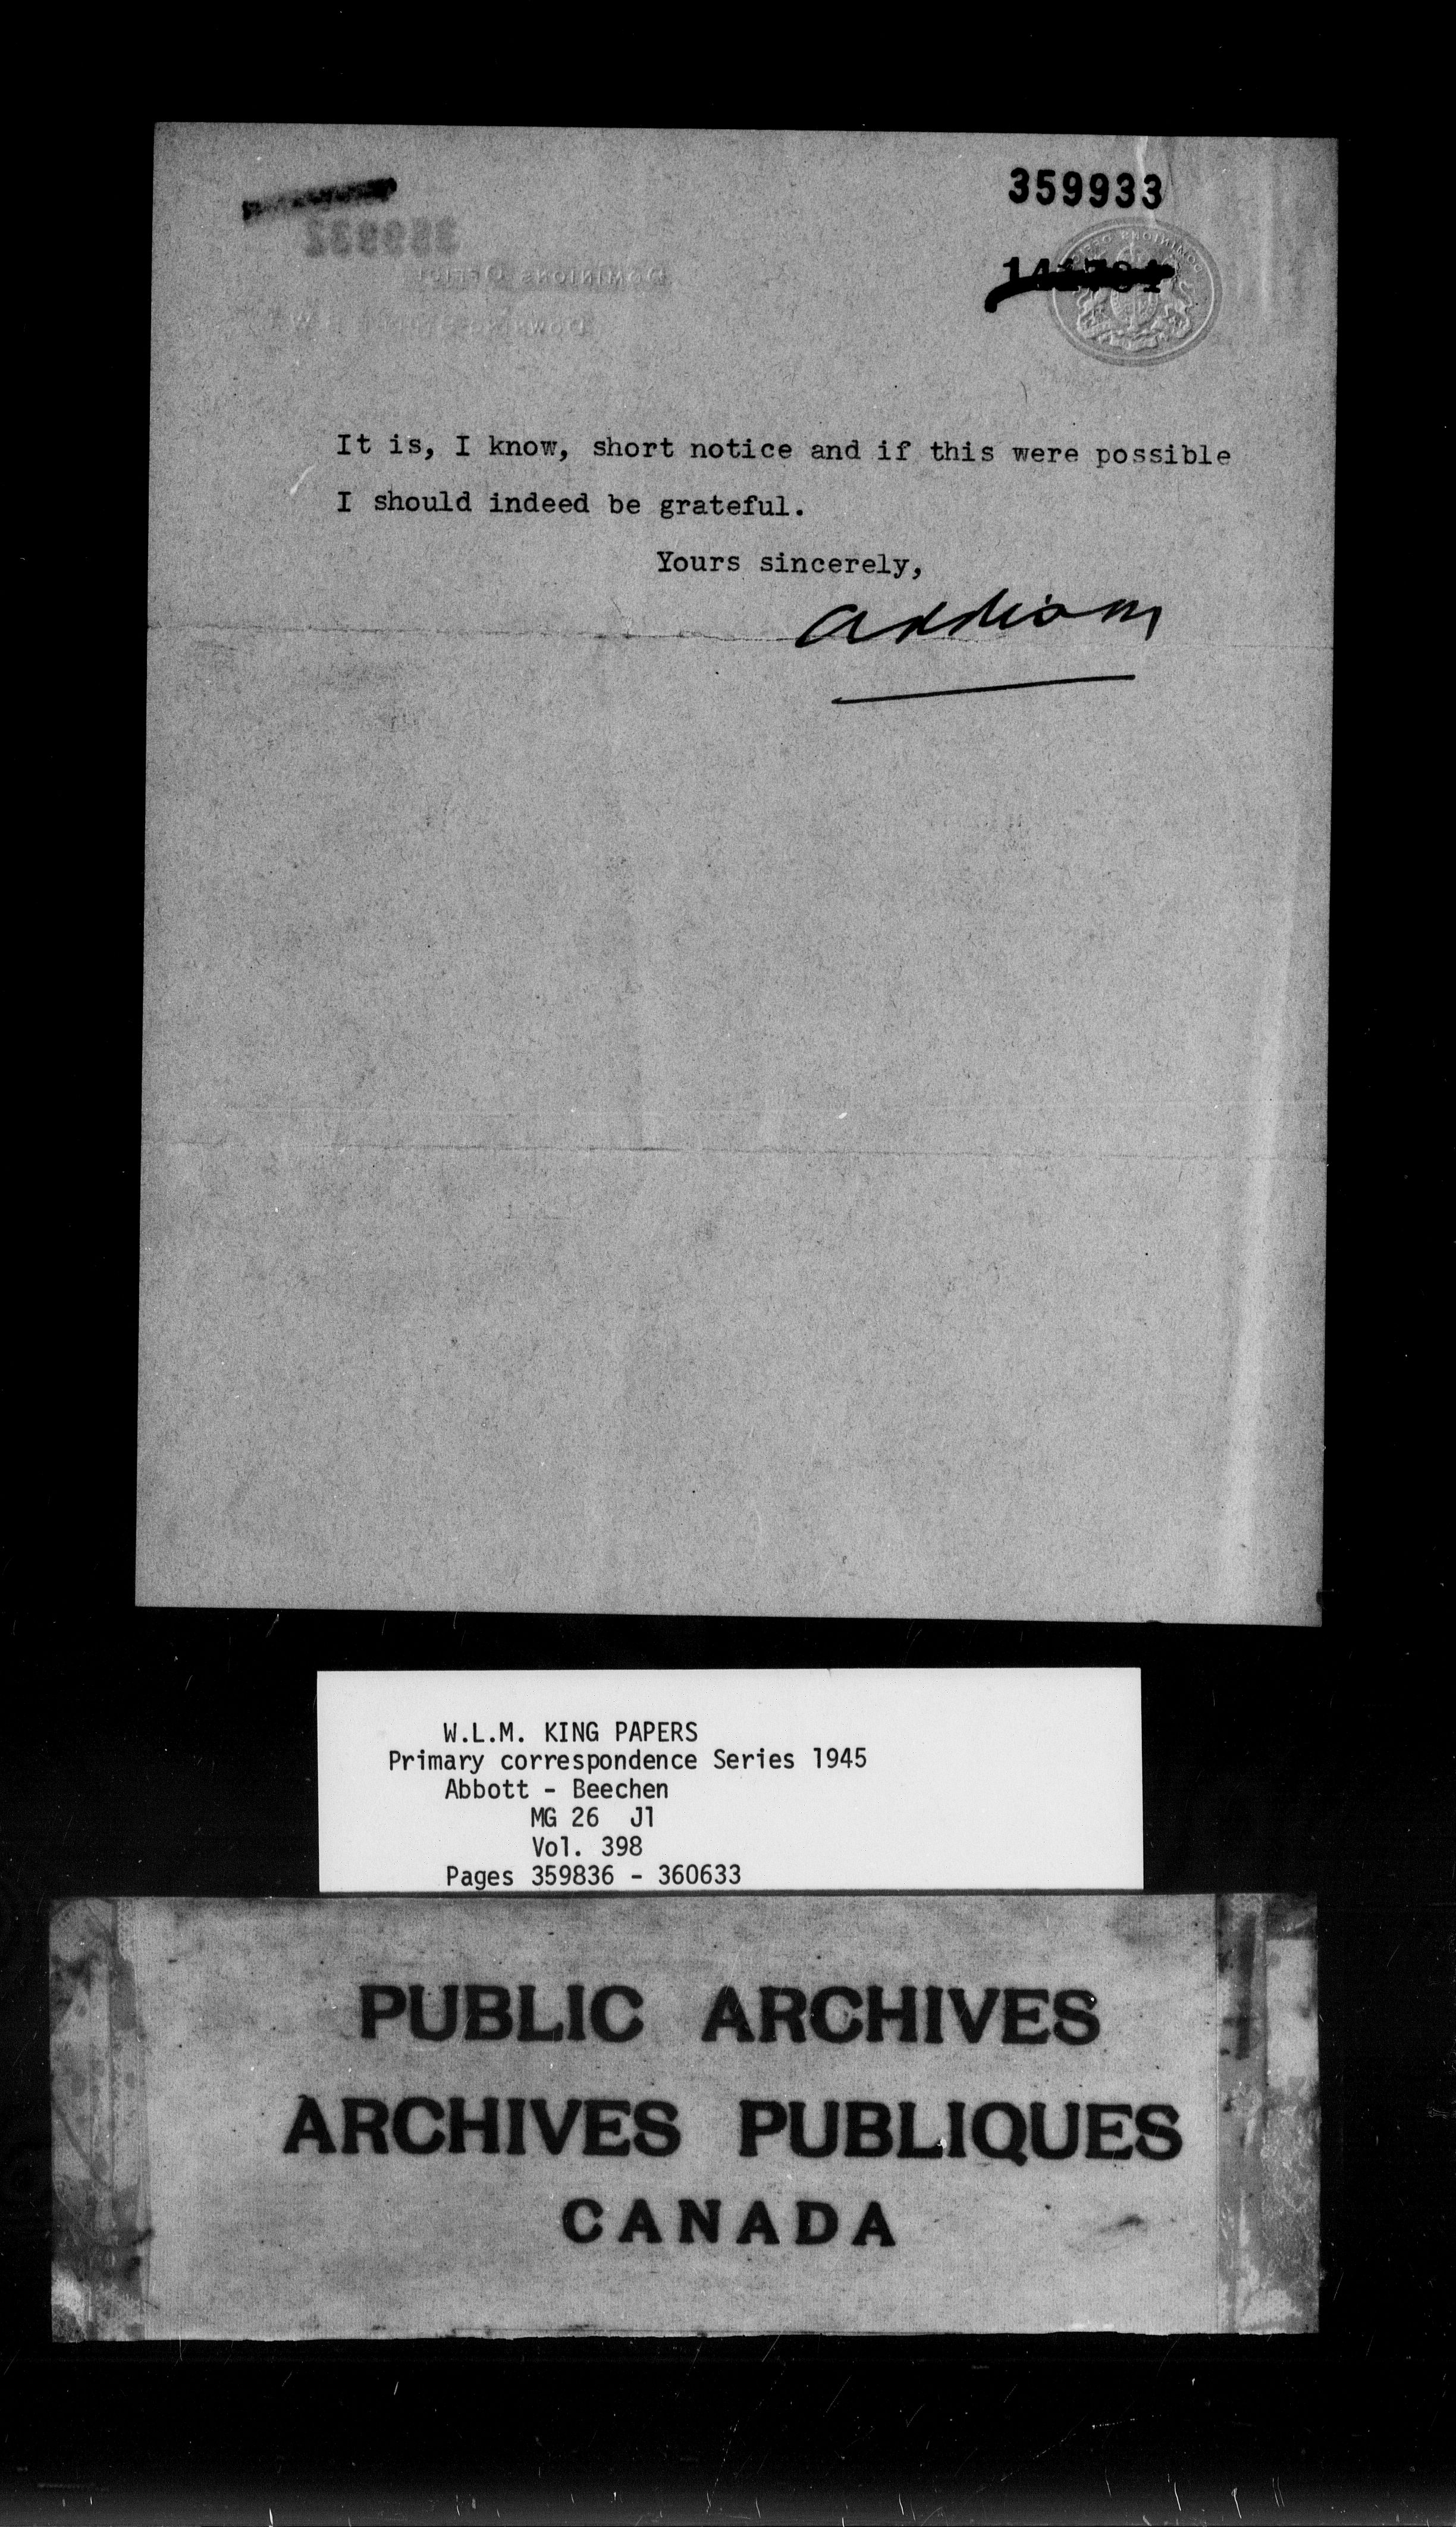 359933
It is, I know, short notice and if this were possible
I should indeed be grateful.
Yours sincerely,
Addison
W.L.M. KING PAPERS
Primary correspondence Series 1945
Abbott - Beechen
MG 26 J1
Vol. 398
Pages 359836 - 360633
PUBLIC ARCHIVES
ARCHIVES PUBLIQUES
CANADA